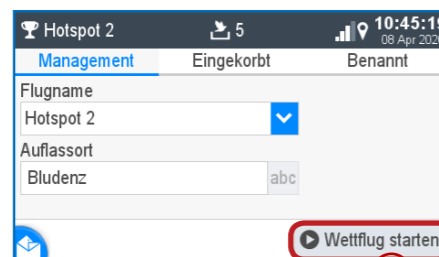 Hotspot 2 5 10:45:19
08 Apr 202
Management Eingekorbt Benannt
Flugname
Hotspot 2
Auflassort
Bludenz abc
Wettflug starten